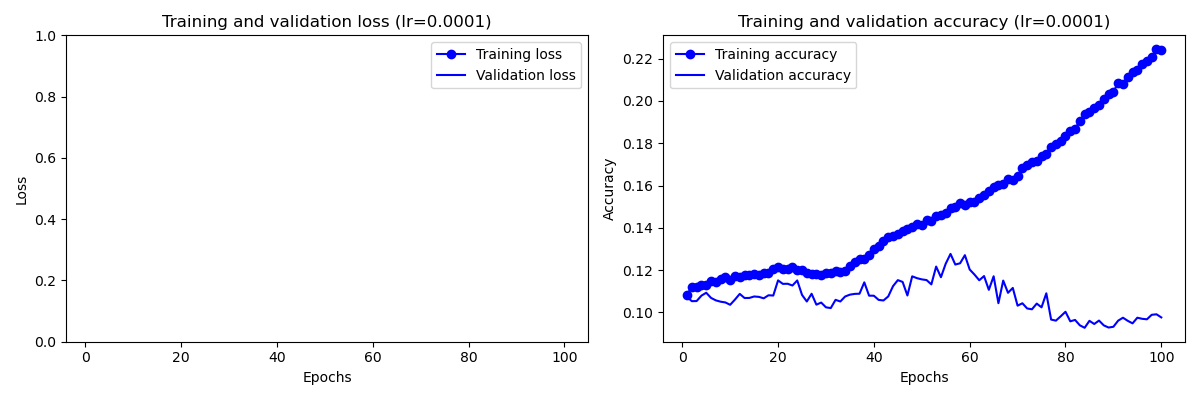 Training and validation loss (lr=0.0001)
Training loss
Validation loss
1.0
0.8
0.6
0.4
0.2
0.0
Loss
0 20 40 60 80 100
Epochs
Training and validation accuracy (lr=0.0001)
Training accuracy
Validation accuracy
0.22
0.20
0.18
0.16
0.14
0.12
0.10
Accuracy
0 20 40 60 80 100
Epochs